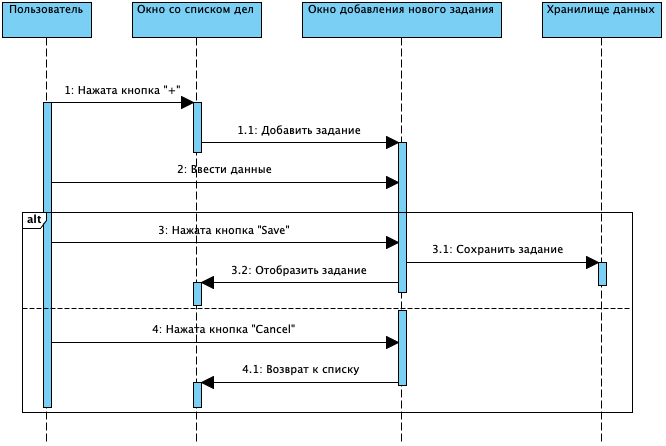 Пользователь
Окно со списком дел
Окно добавления нового задания
Хранилище данных
1: Нажата кнопка "+"
1.1: Добавить задание
2: Ввести данные
alt
3: Нажата кнопка "Save"
3.1: Сохранить задание
3.2: Отобразить задание
4: Нажата кнопка "Cancel"
4.1: Возврат к списку